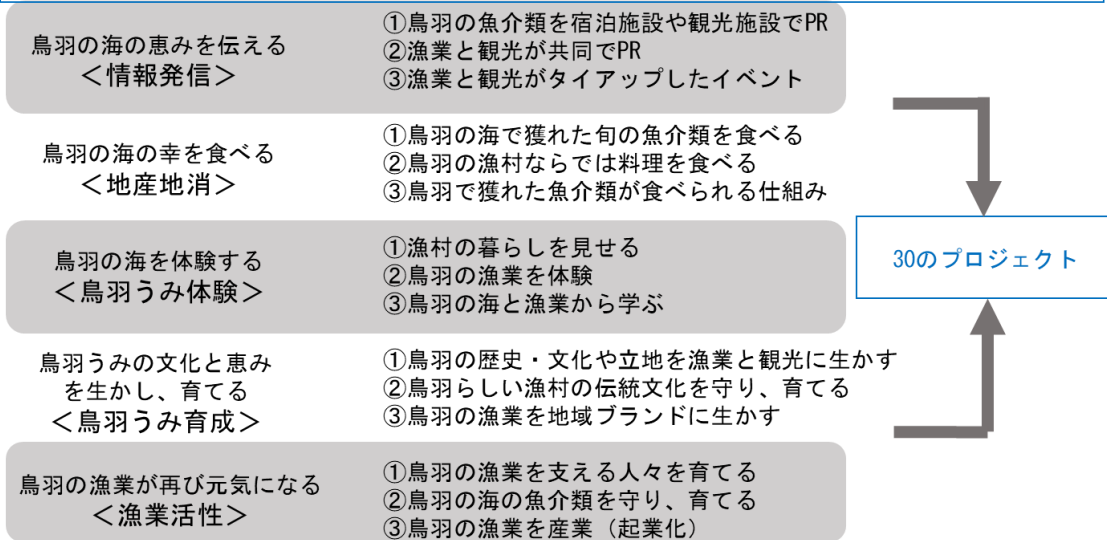 鳥羽の海の恵みを伝える
＜情報発信＞
①鳥羽の魚介類を宿泊施設や観光施設でPR
②漁業と観光が共同でPR
③漁業と観光がタイアップしたイベント
鳥羽の海の幸を食べる
＜地産地消＞
①鳥羽の海で獲れた旬の魚介類を食べる
②鳥羽の漁村ならでは料理を食べる
③鳥羽で獲れた魚介類が食べられる仕組み
鳥羽の海を体験する
＜鳥羽うみ体験＞
①漁村の暮らしを見せる
②鳥羽の漁業を体験
③鳥羽の海と漁業から学ぶ
鳥羽うみの文化と恵み
を生かし、育てる
＜鳥羽うみ育成＞
①鳥羽の歴史・文化や立地を漁業と観光に生かす
②鳥羽らしい漁村の伝統文化を守り、育てる
③鳥羽の漁業を地域ブランドに生かす
鳥羽の漁業が再び元気になる
＜漁業活性＞
①鳥羽の漁業を支える人々を育てる
②鳥羽の海の魚介類を守り、育てる
③鳥羽の漁業を産業（起業化）
30のプロジェクト